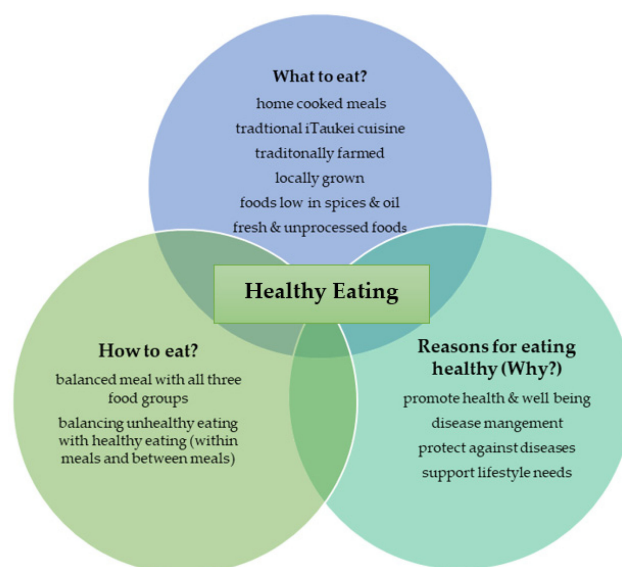 What to eat?
home cooked meals
tradtional iTaukei cuisine
traditonally farmed
locally grown
foods low in spices & oil
fresh & unprocessed foods
Healthy Eating
How to eat?
balanced meal with all three
food groups
balancing unhealthy eating
with healthy eating (within
meals and between meals)
Reasons for eating
healthy (Why?)
promote health & well being
disease mangement
protect against diseases
support lifestyle needs